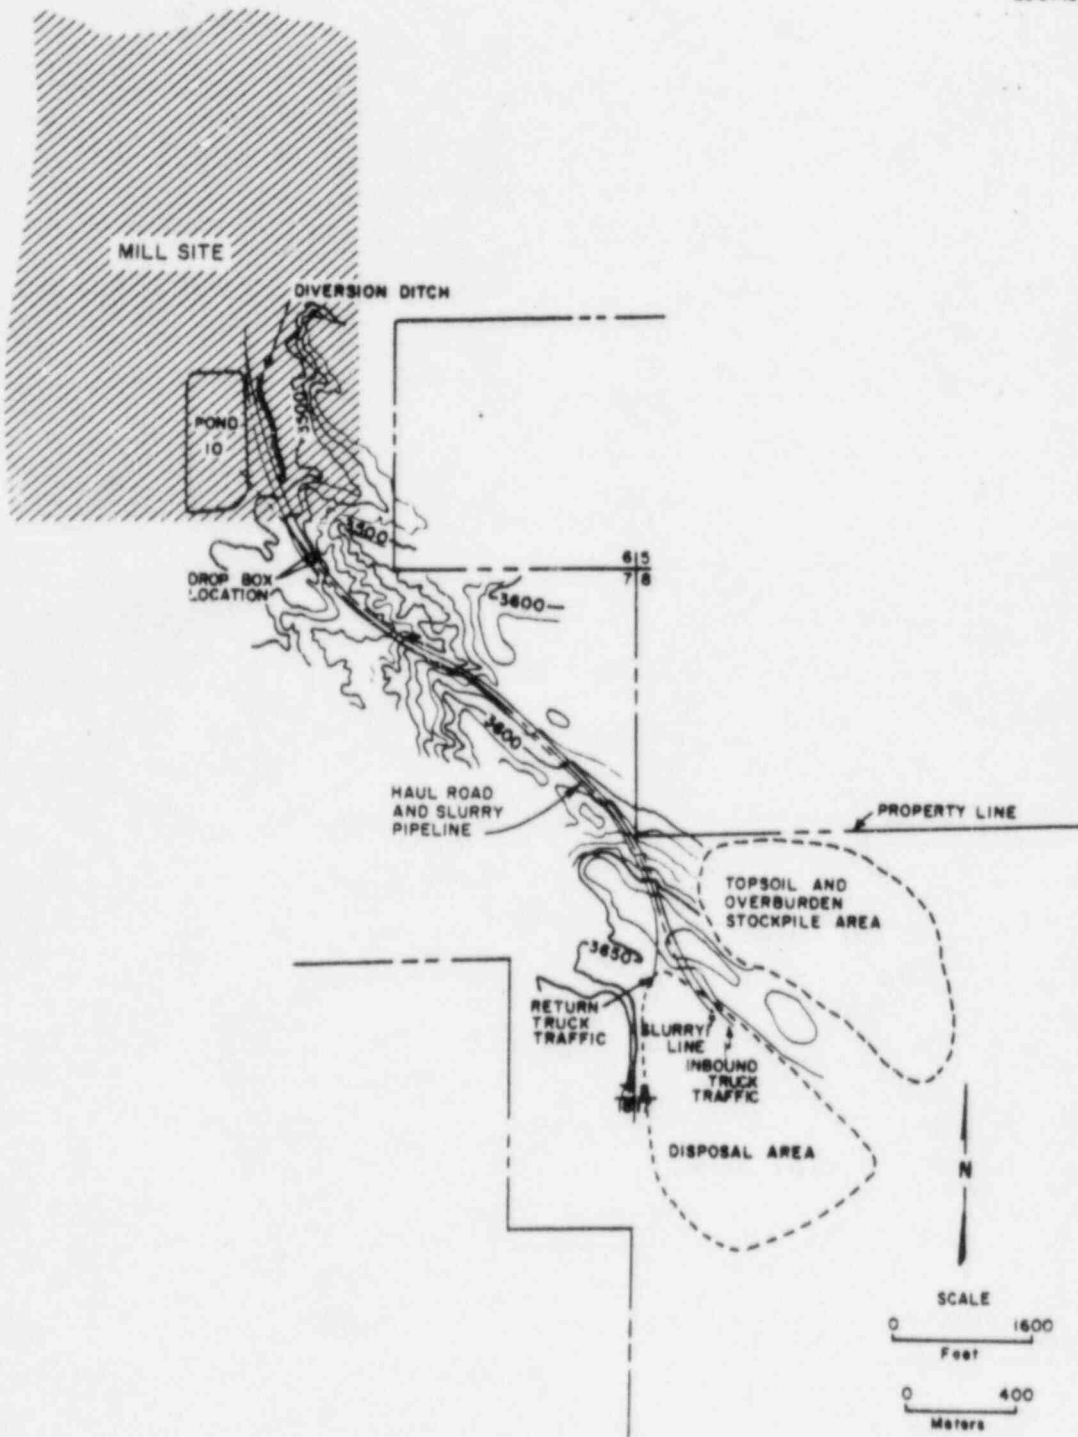 MILL SITE
DIVERSION DITCH
3500
POND
10
3500
DROP BOX
LOCATION
6 5
7 8
3600
3600
HAUL ROAD
AND SLURRY
PIPELINE
PROPERTY LINE
TOPSOIL AND
OVERBURDEN
STOCKPILE AREA
3650
RETURN
TRUCK
TRAFFIC
SLURRY
LINE
INBOUND
TRUCK
TRAFFIC
DISPOSAL AREA
N
SCALE
0 1600
Feet
0 400
Meters